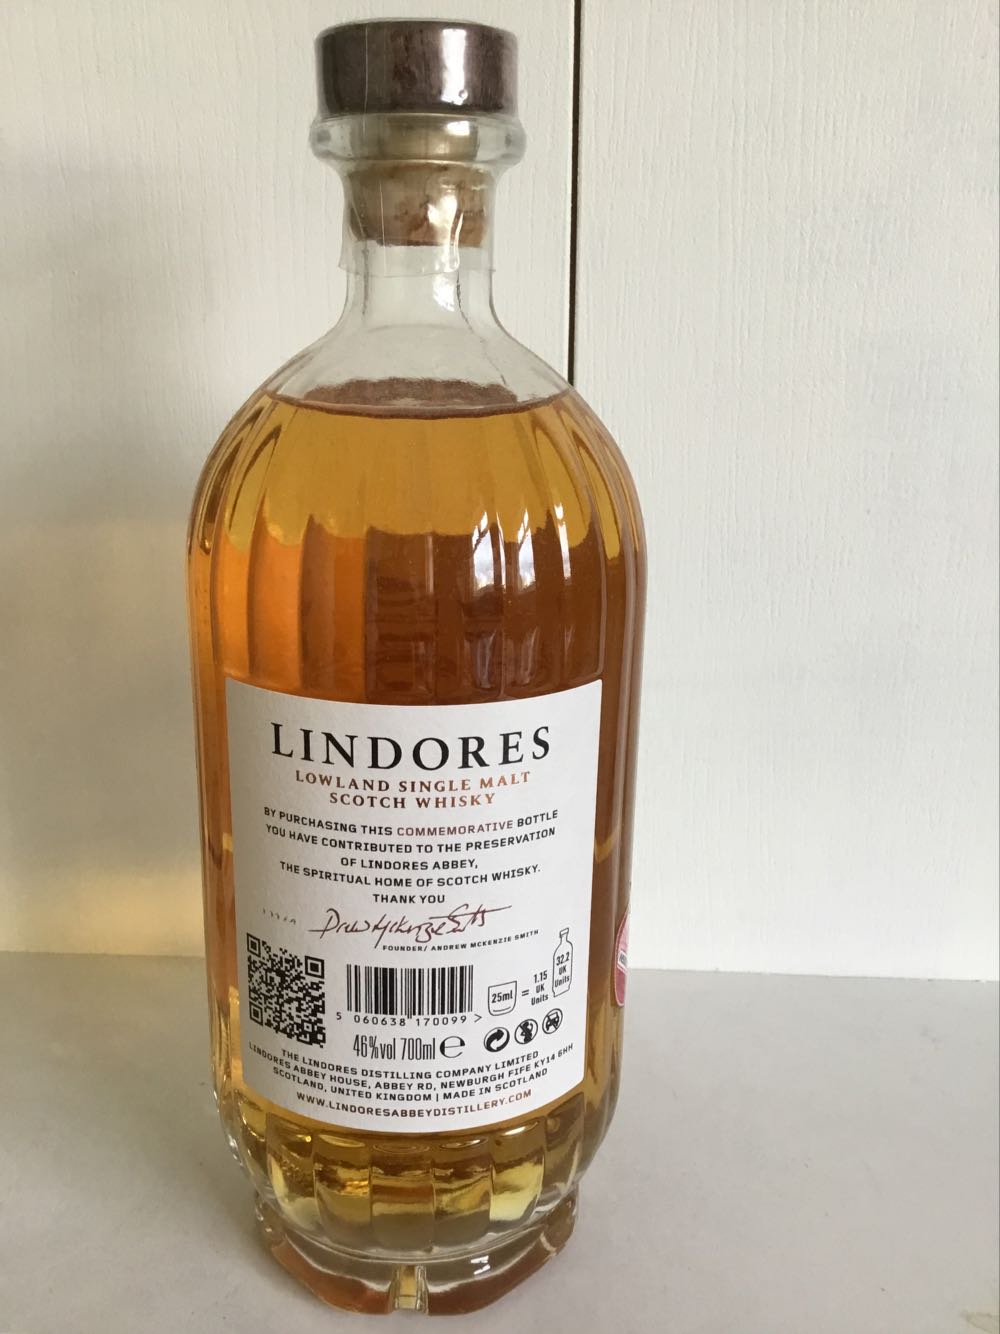 LINDORES
LOWLAND SINGLE MALT
SCOTCH WHISKY
BY PURCHASING THIS COMMEMORATIVE BOTTLE
YOU HAVE CONTRIBUTED TO THE PRESERVATION
OF LINDORES ABBEY,
THE SPIRITUAL HOME OF SCOTCH WHISKY.
THANK YOU
Drew McKenzie Smith
FOUNDER/ ANDREW MCKENZIE SMITH
25ml = 1.15 UK Units
32.2 UK Units
5 060638 170099 >
46%vol 700ml e
THE LINDORES DISTILLING COMPANY LIMITED
LINDORES ABBEY HOUSE, ABBEY RD, NEWBURGH FIFE KY14 6HH
SCOTLAND, UNITED KINGDOM | MADE IN SCOTLAND
WWW.LINDORESABBEYDISTILLERY.COM